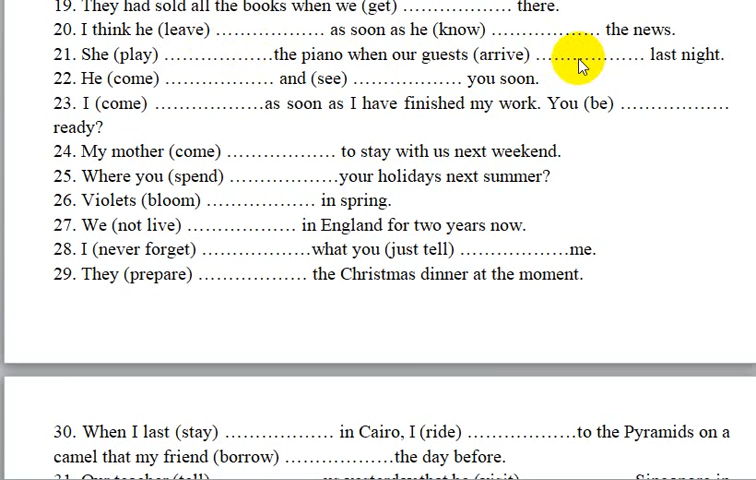 19. They had sold all the books when we (get) .................. there.
20. I think he (leave) .................. as soon as he (know) .................. the news.
21. She (play) ..................the piano when our guests (arrive) .................. last night.
22. He (come) .................. and (see) .................. you soon.
23. I (come) ..................as soon as I have finished my work. You (be) ..................
ready?
24. My mother (come) .................. to stay with us next weekend.
25. Where you (spend) ..................your holidays next summer?
26. Violets (bloom) .................. in spring.
27. We (not live) .................. in England for two years now.
28. I (never forget) ..................what you (just tell) ..................me.
29. They (prepare) .................. the Christmas dinner at the moment.
30. When I last (stay) .................. in Cairo, I (ride) ..................to the Pyramids on a
camel that my friend (borrow) ..................the day before.